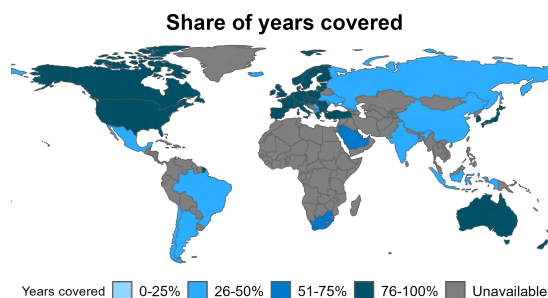 Share of years covered
Years covered 0-25% 26-50% 51-75% 76-100% Unavailable